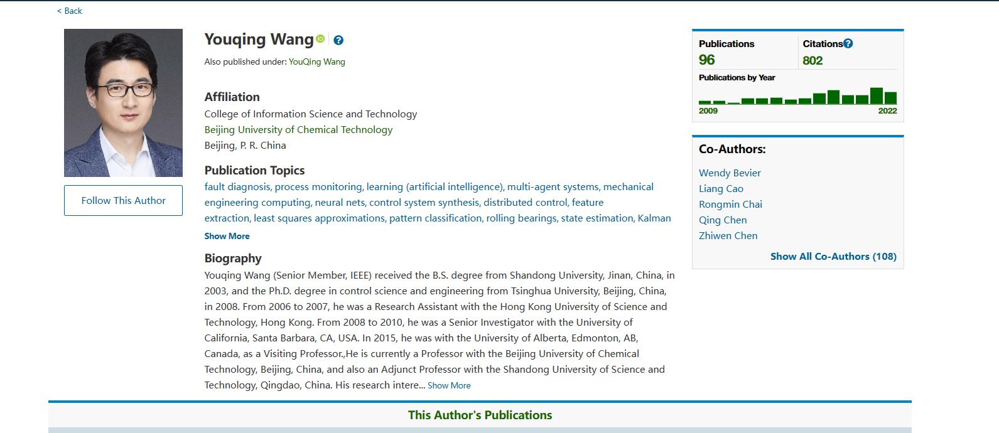 < Back
Youqing Wang
iD
?
Also published under: YouQing Wang
Affiliation
College of Information Science and Technology
Beijing University of Chemical Technology
Beijing, P. R. China
Publication Topics
fault diagnosis, process monitoring, learning (artificial intelligence), multi-agent systems, mechanical
engineering computing, neural nets, control system synthesis, distributed control, feature
extraction, least squares approximations, pattern classification, rolling bearings, state estimation, Kalman
Show More
Biography
Youqing Wang (Senior Member, IEEE) received the B.S. degree from Shandong University, Jinan, China, in
2003, and the Ph.D. degree in control science and engineering from Tsinghua University, Beijing, China,
in 2008. From 2006 to 2007, he was a Research Assistant with the Hong Kong University of Science and
Technology, Hong Kong. From 2008 to 2010, he was a Senior Investigator with the University of
California, Santa Barbara, CA, USA. In 2015, he was with the University of Alberta, Edmonton, AB,
Canada, as a Visiting Professor.,He is currently a Professor with the Beijing University of Chemical
Technology, Beijing, China, and also an Adjunct Professor with the Shandong University of Science and
Technology, Qingdao, China. His research intere... Show More
Follow This Author
Publications
96
Citations?
802
Publications by Year
2009
2022
Co-Authors:
Wendy Bevier
Liang Cao
Rongmin Chai
Qing Chen
Zhiwen Chen
Show All Co-Authors (108)
This Author's Publications